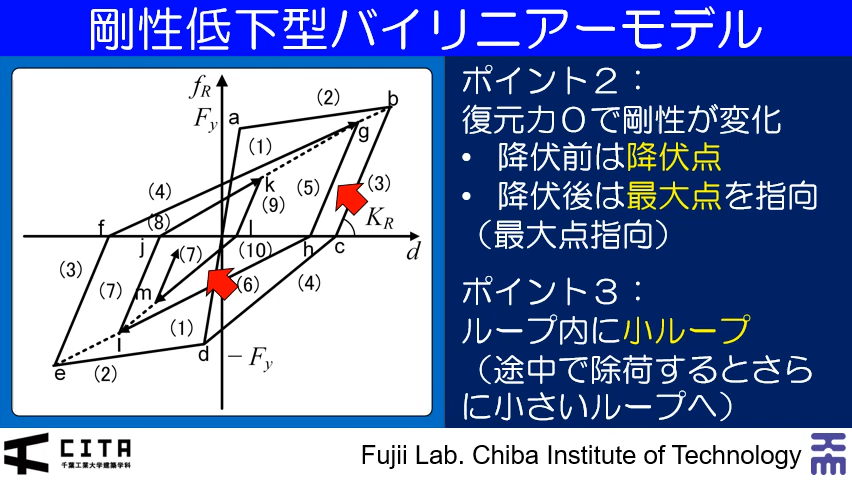 剛性低下型バイリニアーモデル
fR
Fy
(2)
b
a
g
(1)
(4)
k
(5)
(3)
(9)
(8)
KR
f
j
l
h
c
d
(7)
(10)
(3)
(6)
(4)
(7)
m
(1)
l
d
－Fy
e
(2)
ポイント２：
復元力０で剛性が変化
• 降伏前は降伏点
• 降伏後は最大点を指向
（最大点指向）
ポイント３：
ループ内に小ループ
（途中で除荷するとさら
に小さいループへ）
CITA
千葉工業大学建築学科
Fujii Lab. Chiba Institute of Technology